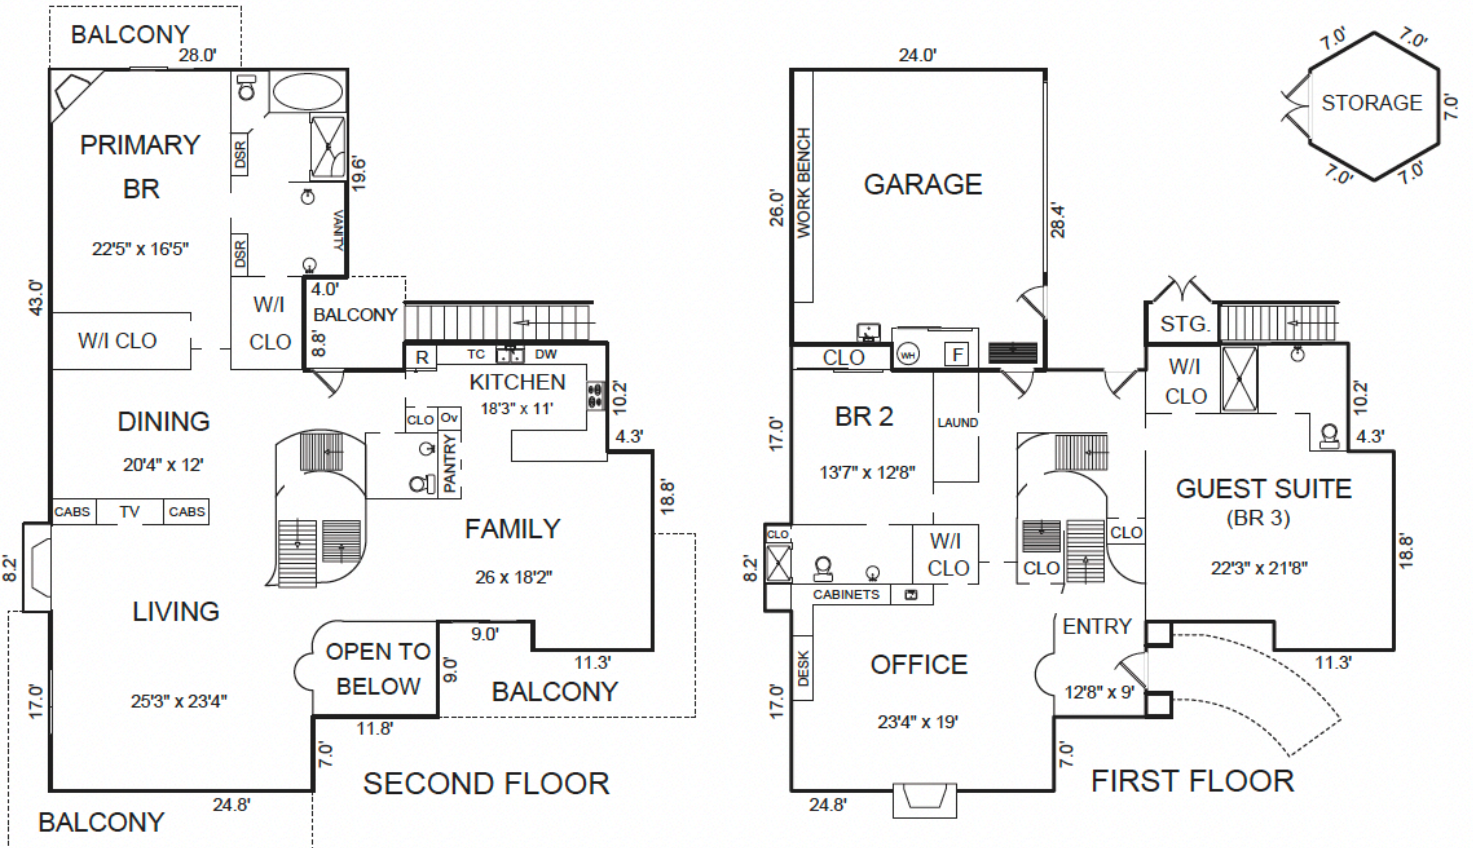 BALCONY
28.0'
PRIMARY
BR
22'5" x 16'5"
DSR
DSR
VANITY
19.6'
43.0'
W/I CLO
W/I
CLO
4.0'
8.8'
BALCONY
R
TC
DW
KITCHEN
18'3" x 11'
10.2'
4.3'
CLO
Ov
PANTRY
DINING
20'4" x 12'
CABS
TV
CABS
8.2'
FAMILY
26 x 18'2"
18.8'
LIVING
25'3" x 23'4"
17.0'
OPEN TO
BELOW
9.0'
9.0'
11.3'
BALCONY
11.8'
7.0'
24.8'
BALCONY
SECOND FLOOR
24.0'
WORK BENCH
GARAGE
26.0'
28.4'
CLO
WH
F
BR 2
13'7" x 12'8"
17.0'
LAUND
STG.
W/I
CLO
10.2'
4.3'
GUEST SUITE
(BR 3)
22'3" x 21'8"
18.8'
CLO
8.2'
W/I
CLO
CLO
CLO
CABINETS
DESK
OFFICE
23'4" x 19'
17.0'
ENTRY
12'8" x 9'
11.3'
7.0'
24.8'
FIRST FLOOR
7.0'
7.0'
STORAGE
7.0'
7.0'
7.0'